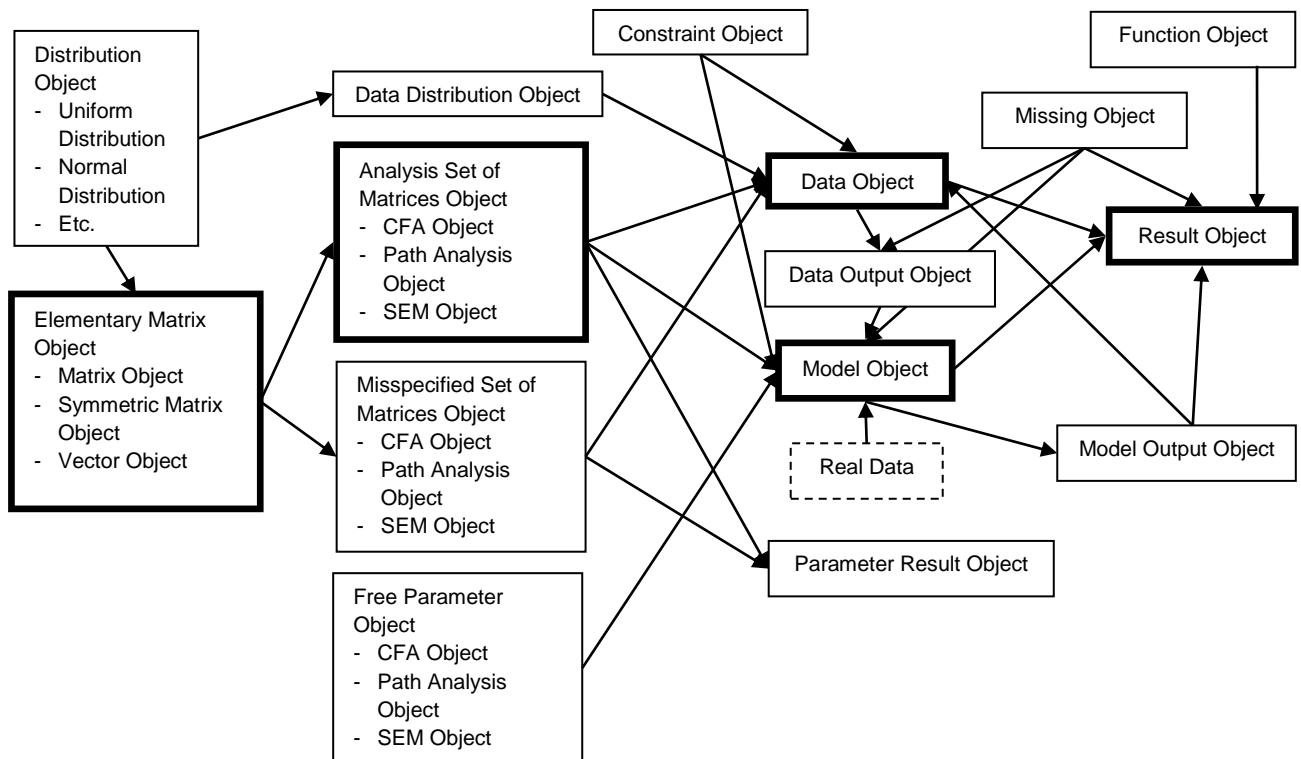 Distribution
Object
- Uniform
Distribution
- Normal
Distribution
- Etc.
Elementary Matrix
Object
- Matrix Object
- Symmetric Matrix
Object
- Vector Object
Data Distribution Object
Analysis Set of
Matrices Object
- CFA Object
- Path Analysis
Object
- SEM Object
Misspecified Set of
Matrices Object
- CFA Object
- Path Analysis
Object
- SEM Object
Free Parameter
Object
- CFA Object
- Path Analysis
Object
- SEM Object
Constraint Object
Data Object
Data Output Object
Model Object
Real Data
Parameter Result Object
Function Object
Missing Object
Result Object
Model Output Object